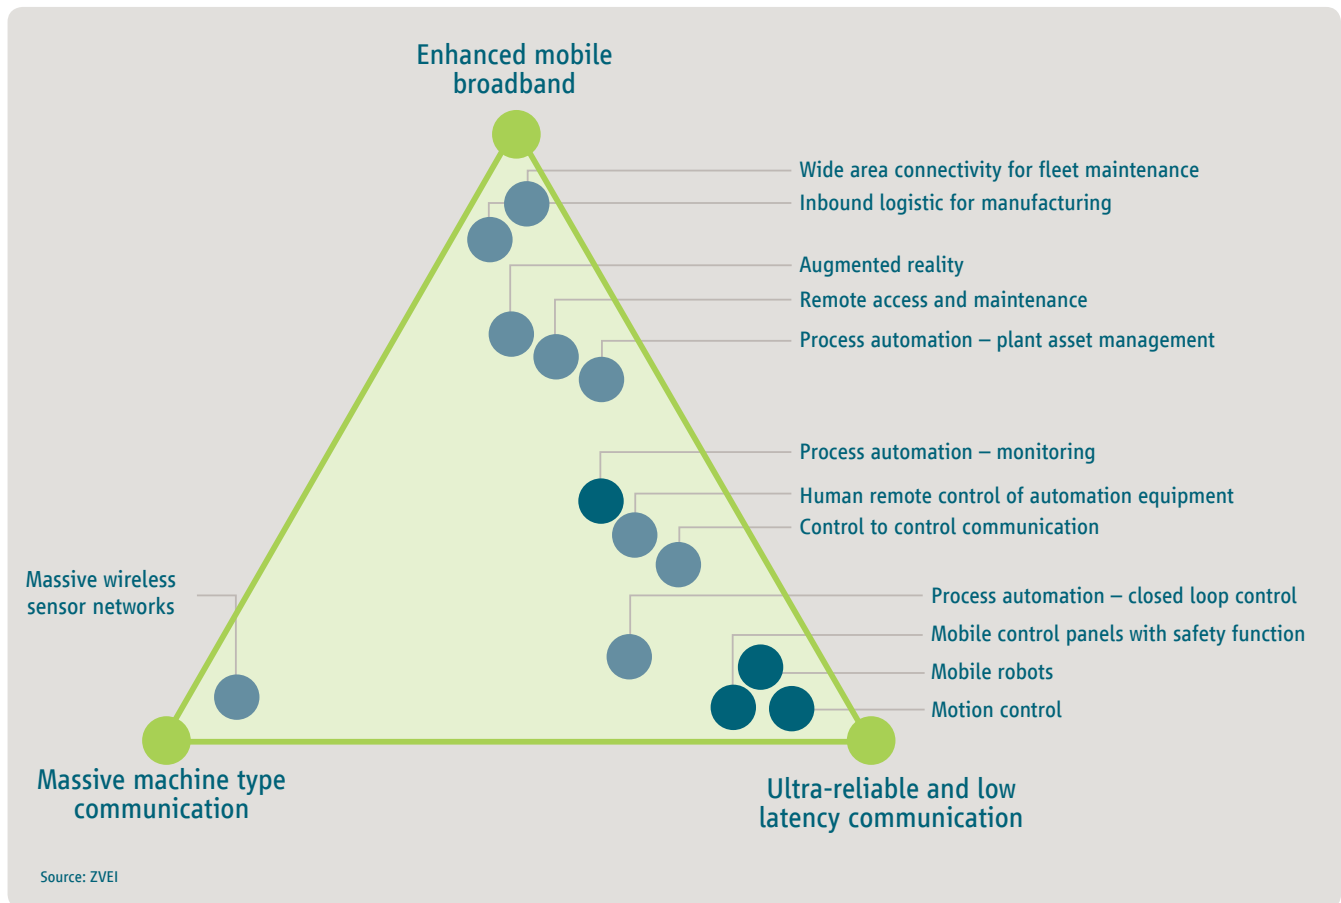 Enhanced mobile
broadband
Wide area connectivity for fleet maintenance
Inbound logistic for manufacturing
Augmented reality
Remote access and maintenance
Process automation – plant asset management
Process automation – monitoring
Human remote control of automation equipment
Control to control communication
Massive wireless
sensor networks
Process automation – closed loop control
Mobile control panels with safety function
Mobile robots
Motion control
Massive machine type
communication
Ultra-reliable and low
latency communication
Source: ZVEI